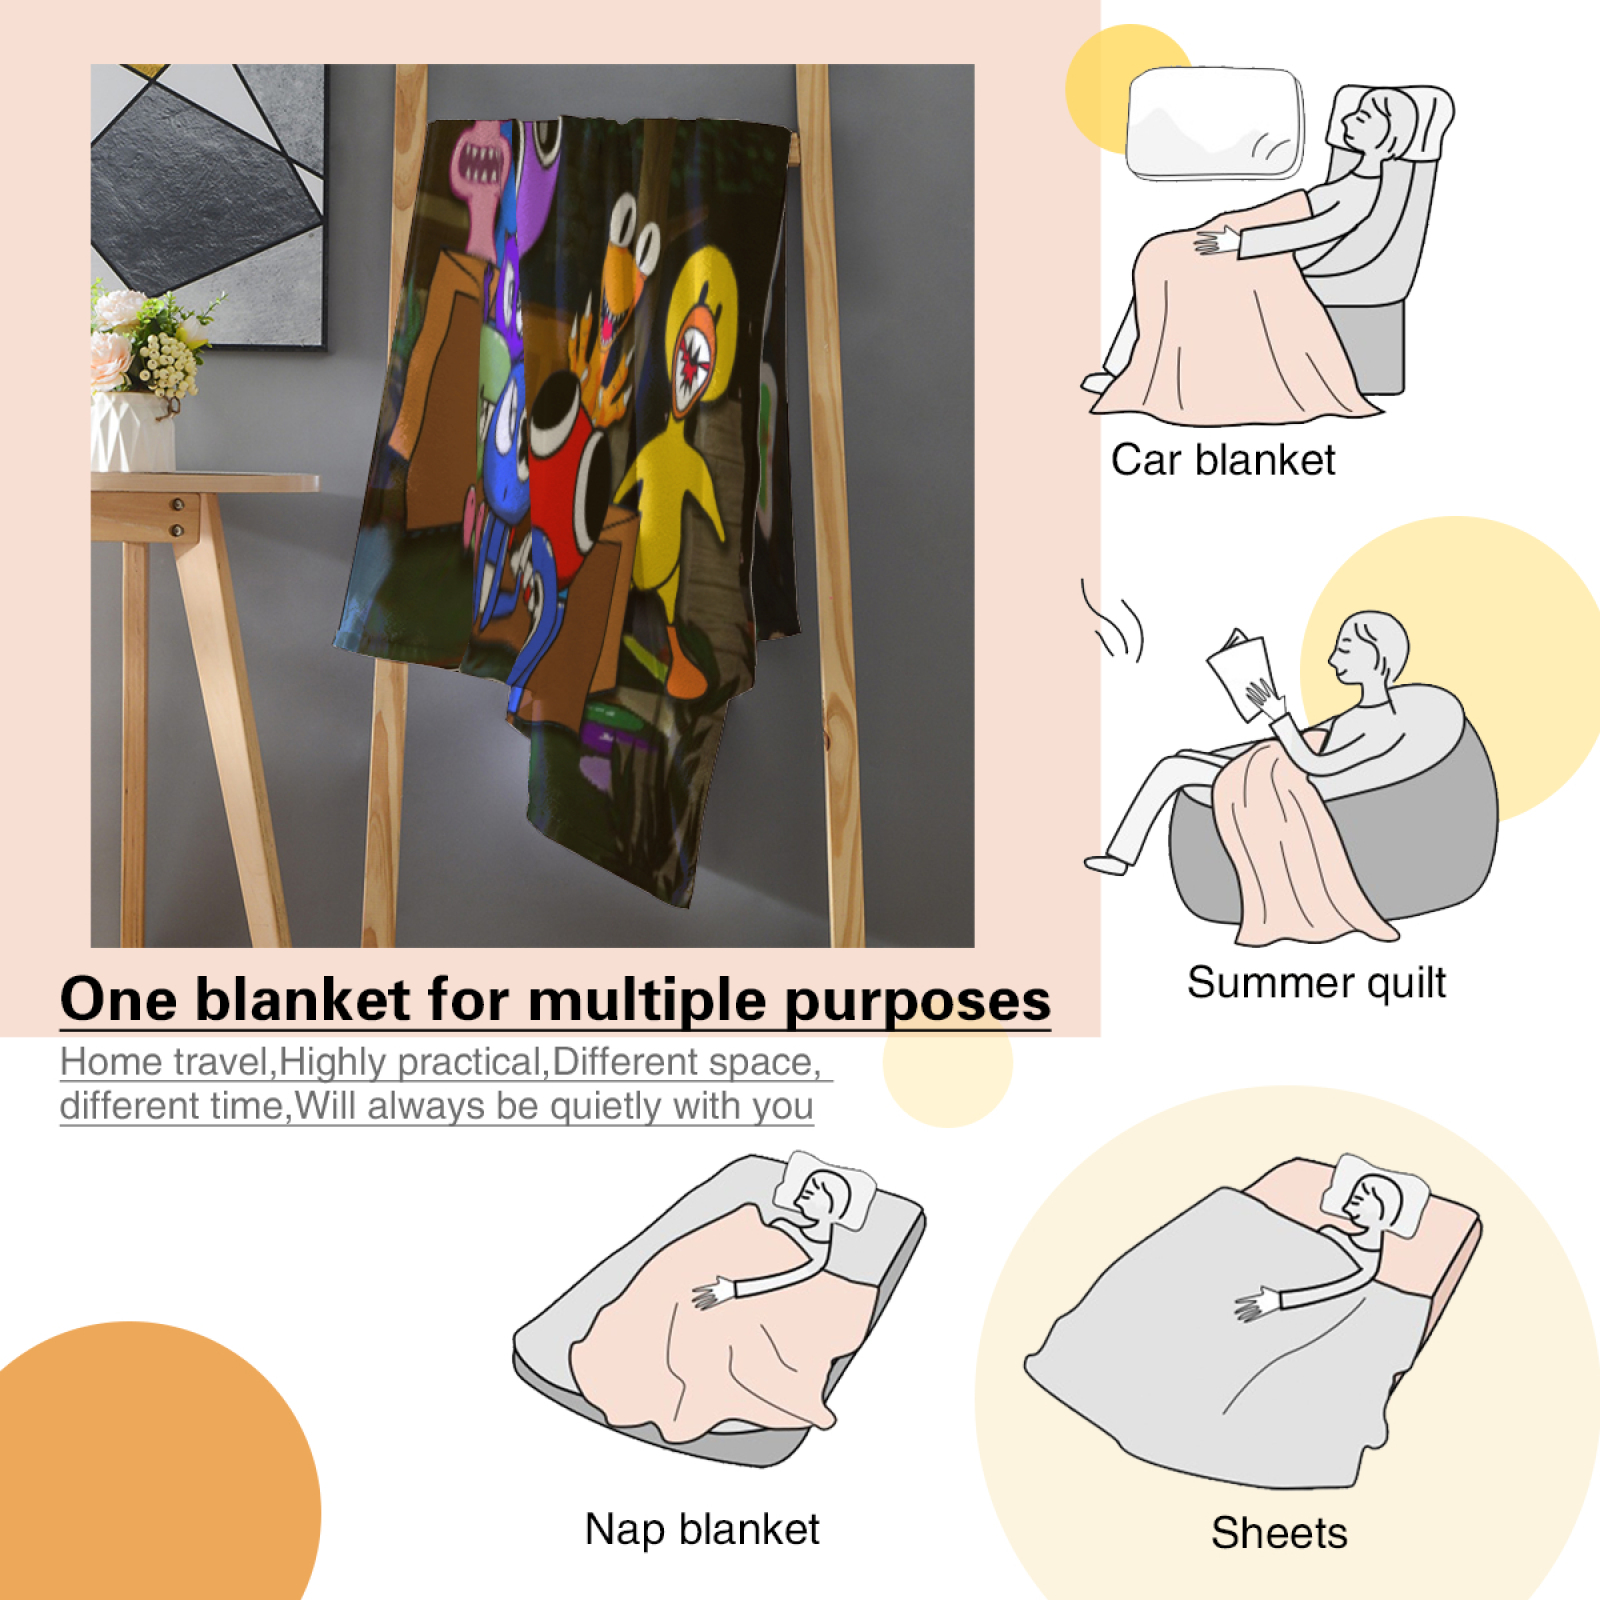 Car blanket
Summer quilt
One blanket for multiple purposes
Home travel,Highly practical,Different space,
different time,Will always be quietly with you
Nap blanket
Sheets